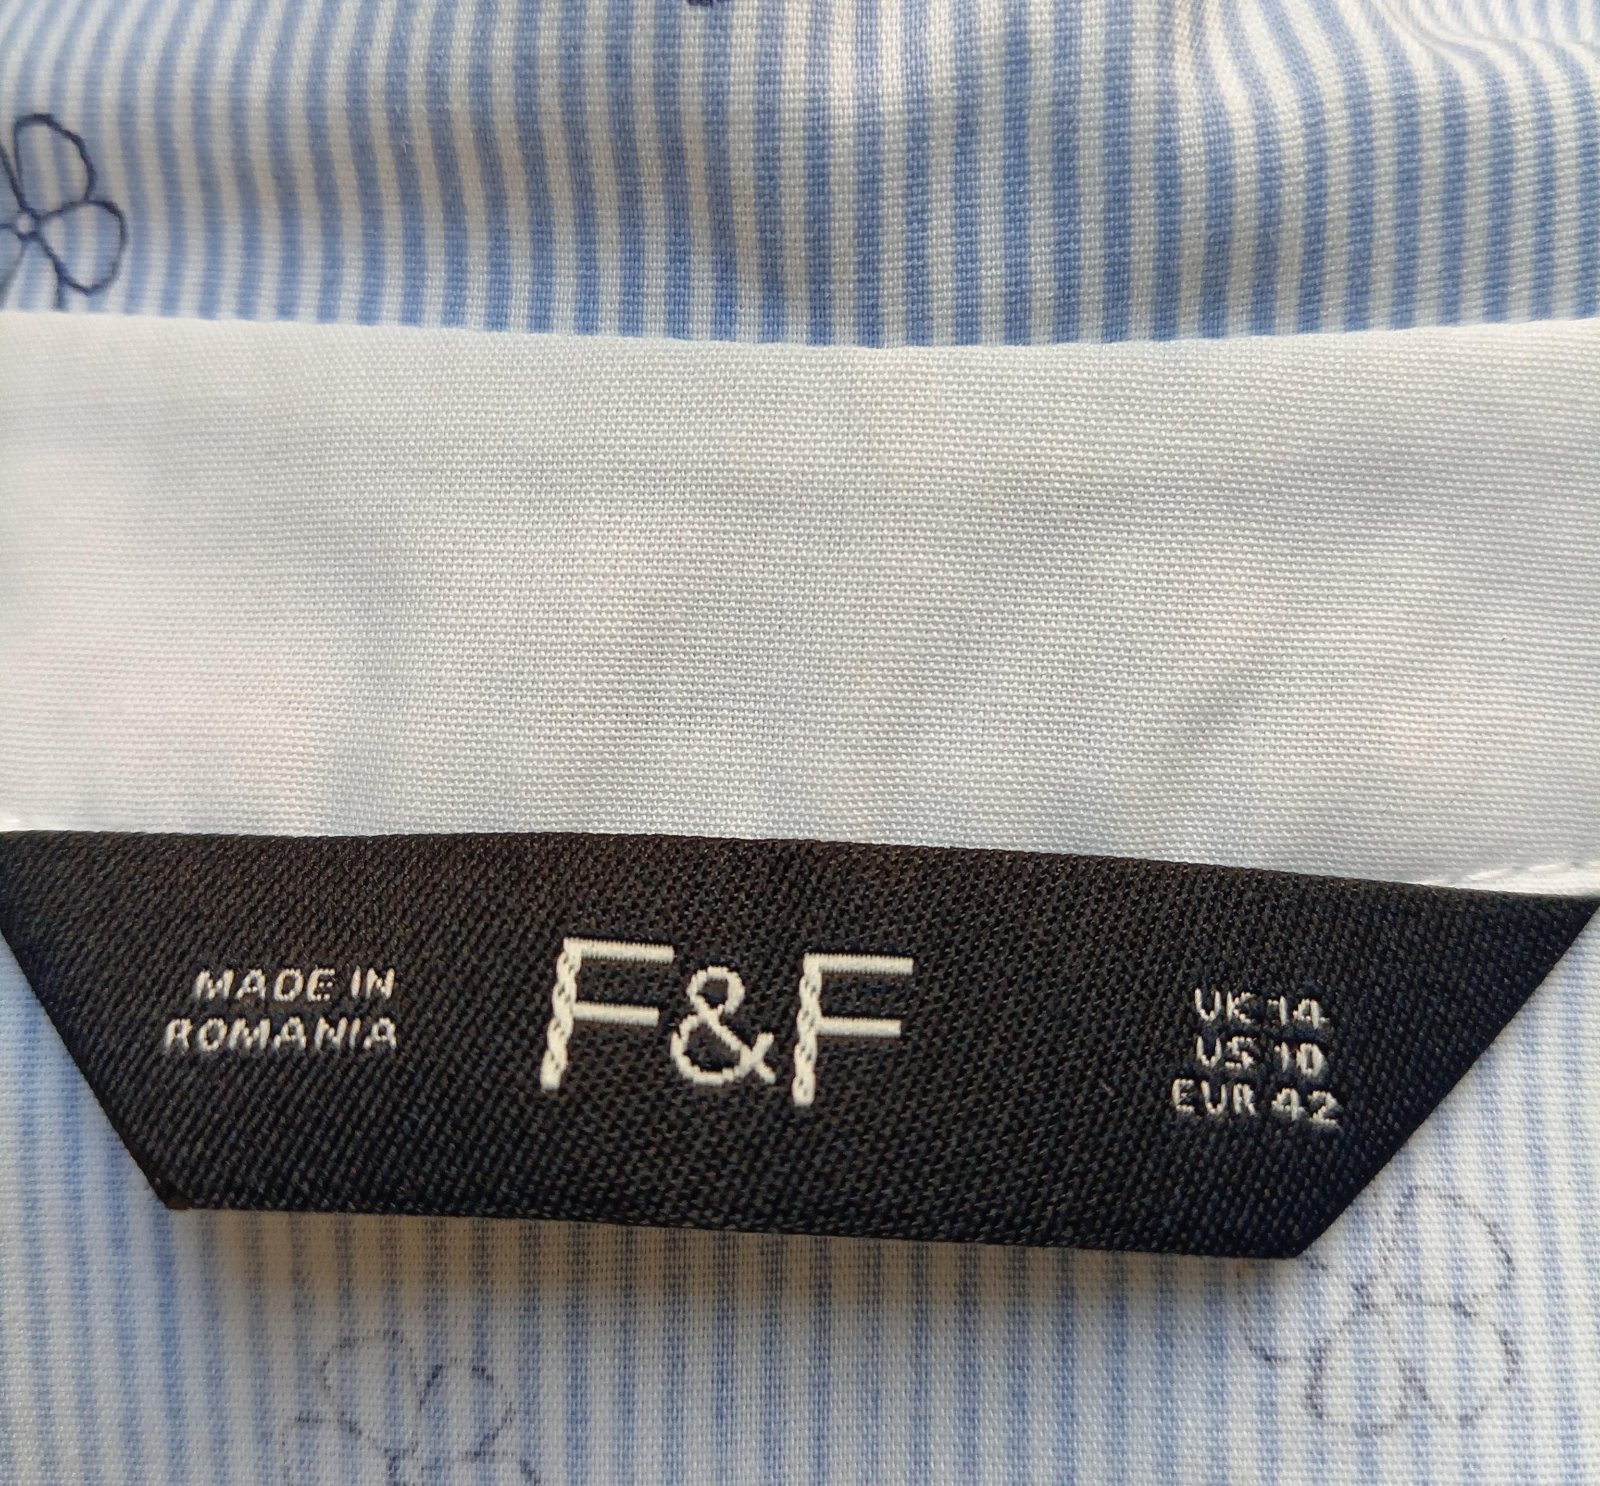 MADE IN
ROMANIA
F&F
UK 14
US 10
EUR 42